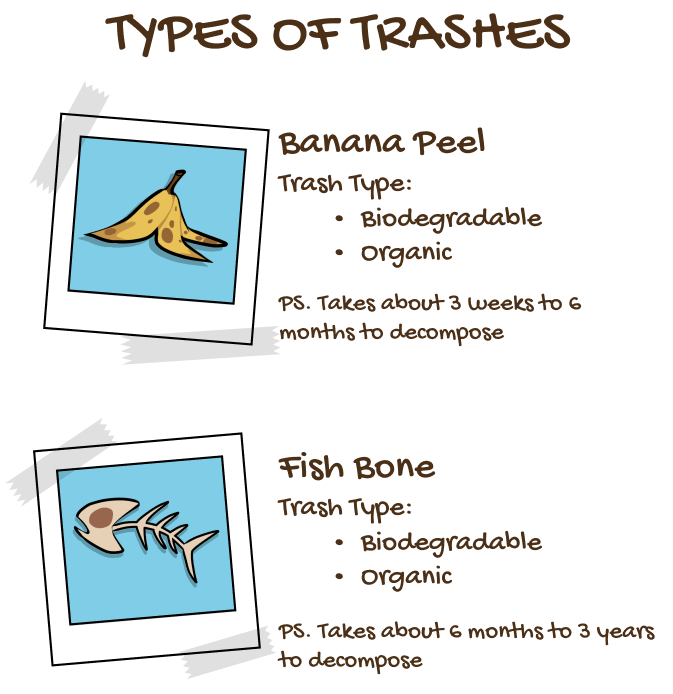 TYPES OF TRASHES
Banana Peel
Trash Type:
• Biodegradable
• Organic
PS. Takes about 3 weeks to 6
months to decompose
Fish Bone
Trash Type:
• Biodegradable
• Organic
PS. Takes about 6 months to 3 years
to decompose